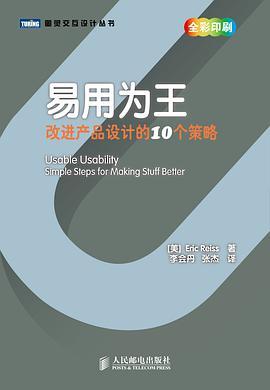 TURING 图灵交互设计丛书
全彩印刷
易用为王
改进产品设计的10个策略
Usable Usability
Simple Steps for Making Stuff Better
[美] Eric Reiss 著
李会丹 张杰 译
人民邮电出版社
POSTS & TELECOM PRESS